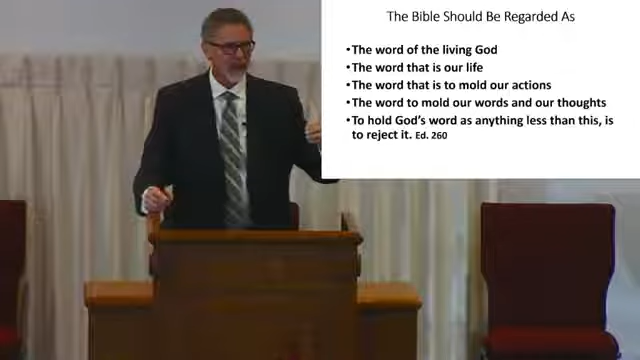 The Bible Should Be Regarded As
•The word of the living God
•The word that is our life
•The word that is to mold our actions
•The word to mold our words and our thoughts
•To hold God's word as anything less than this, is
to reject it. Ed. 260